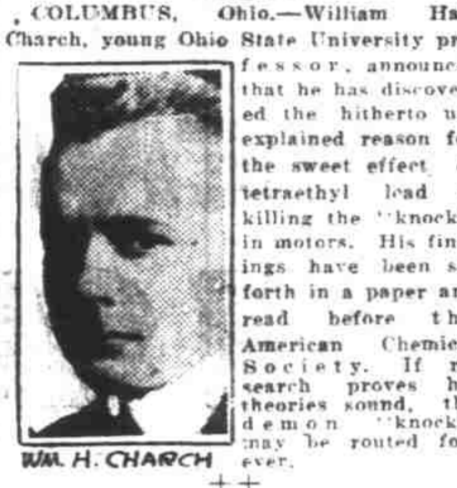 COLUMBUS, Ohio.—William Ha
Charch, young Ohio State University pr
fessor, announc
that he has discove
ed the hitherto u
explained reason fo
the sweet effect
tetraethyl lead
killing the "knock
in motors. His fin
ings have been s
forth in a paper an
read before th
American Chemic
Society. If r
search proves h
theories sound, th
demon "knock
may be routed fo
ever.
WM. H. CHARCH
++